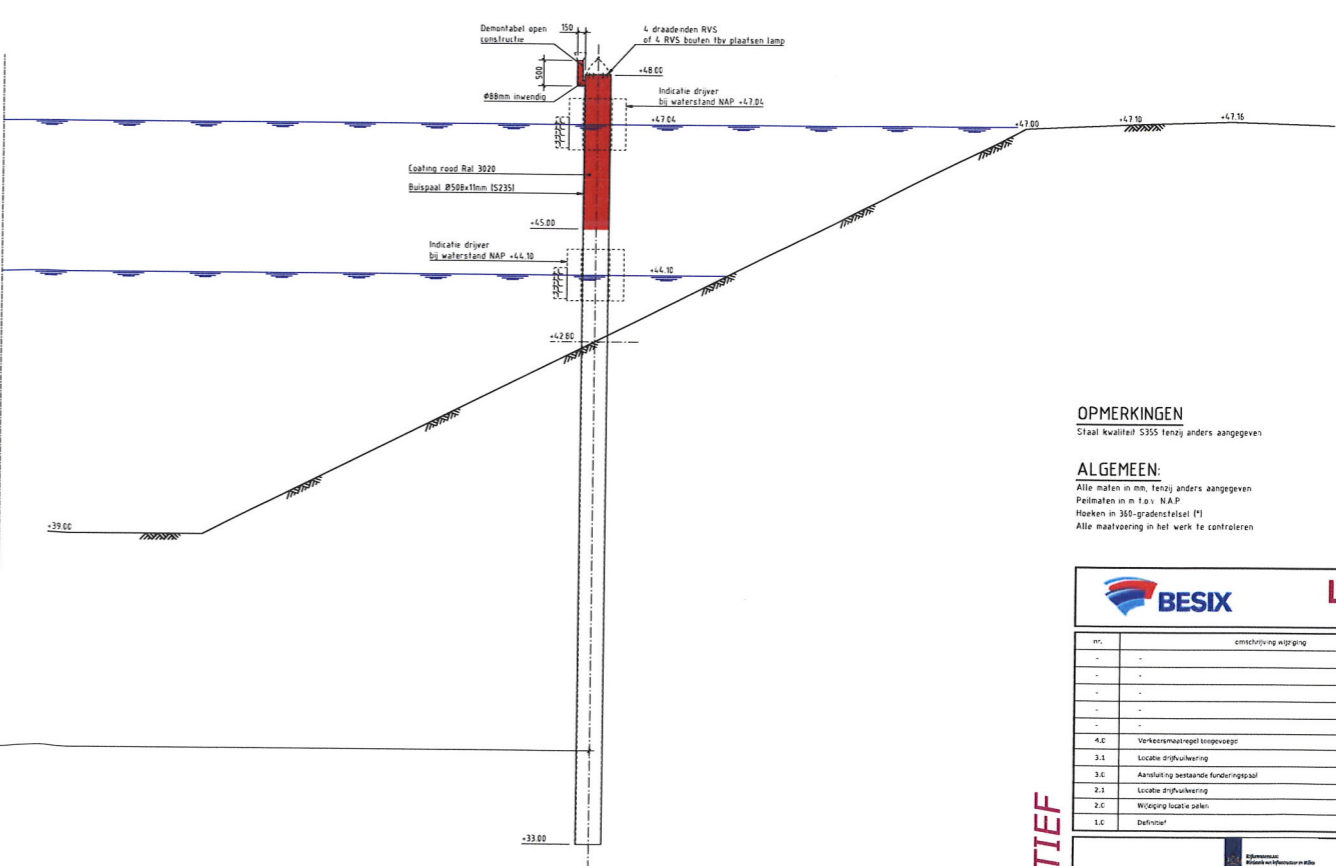 Demontabel open
constructie
150
500
4 draadeinden RVS
of 4 RVS bouten tbv plaatsen lamp
+48.00
Ø88mm inwendig
Indicatie drijver
bij waterstand NAP +47.04
+47.04
+47.00
+47.10
+47.16
Coating rood Ral 3020
Buispaal Ø508x11mm (S235)
+45.00
Indicatie drijver
bij waterstand NAP +44.10
+44.10
+42.80
+39.00
+33.00
OPMERKINGEN
Staal kwaliteit S355 tenzij anders aangegeven
ALGEMEEN:
Alle maten in mm, tenzij anders aangegeven
Peilmaten in m t.o.v. N.A.P.
Hoeken in 360-gradenstelsel (°)
Alle maatvoering in het werk te controleren
BESIX
L
nr. omschrijving wijziging
- -
- -
- -
- -
- -
4.0 Verkeersmaatregel toegevoegd
3.1 Locatie drijfvuilwering
3.0 Aansluiting bestaande funderingspaal
2.1 Locatie drijfvuilwering
2.0 Wijziging locatie palen
1.0 Definitief
TIEF
Rijkswaterstaat